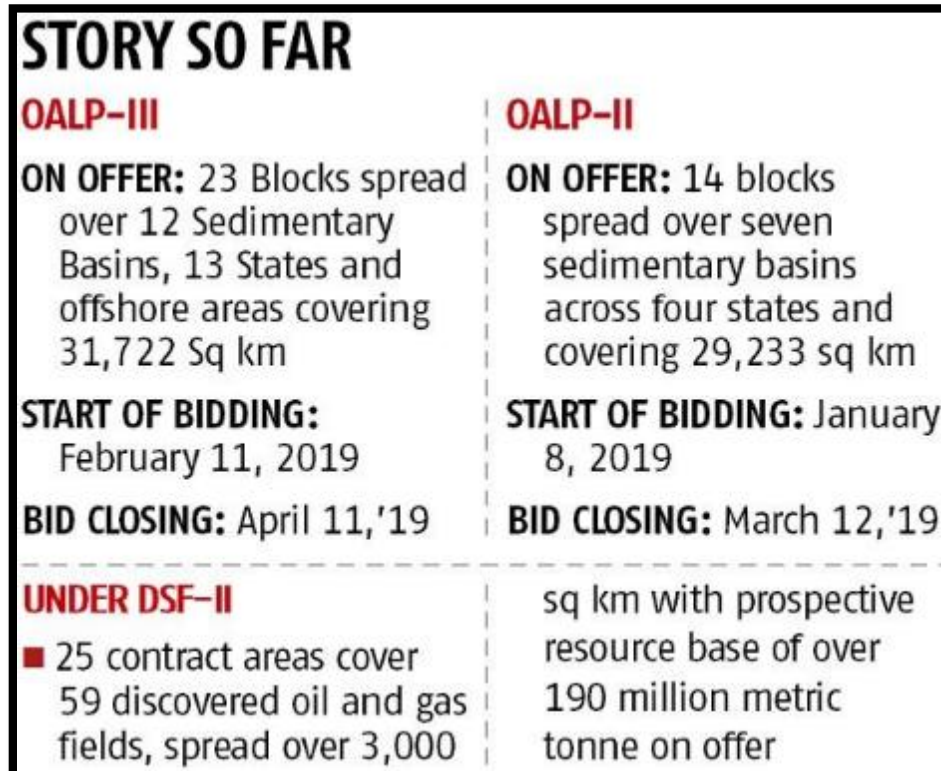 STORY SO FAR
OALP-III
ON OFFER: 23 Blocks spread
over 12 Sedimentary
Basins, 13 States and
offshore areas covering
31,722 Sq km
START OF BIDDING:
February 11, 2019
BID CLOSING: April 11,'19
OALP-II
ON OFFER: 14 blocks
spread over seven
sedimentary basins
across four states and
covering 29,233 sq km
START OF BIDDING: January
8, 2019
BID CLOSING: March 12,'19
UNDER DSF-II
■ 25 contract areas cover
59 discovered oil and gas
fields, spread over 3,000
sq km with prospective
resource base of over
190 million metric
tonne on offer